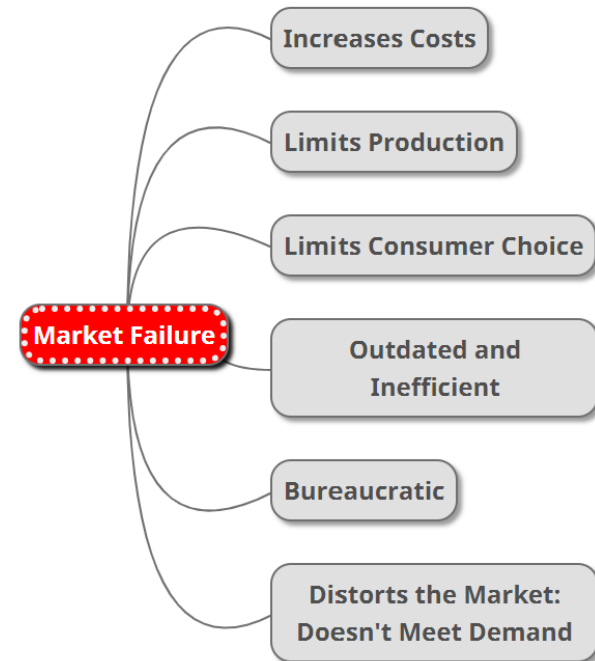 Increases Costs
Limits Production
Limits Consumer Choice
Market Failure
Outdated and
Inefficient
Bureaucratic
Distorts the Market:
Doesn't Meet Demand